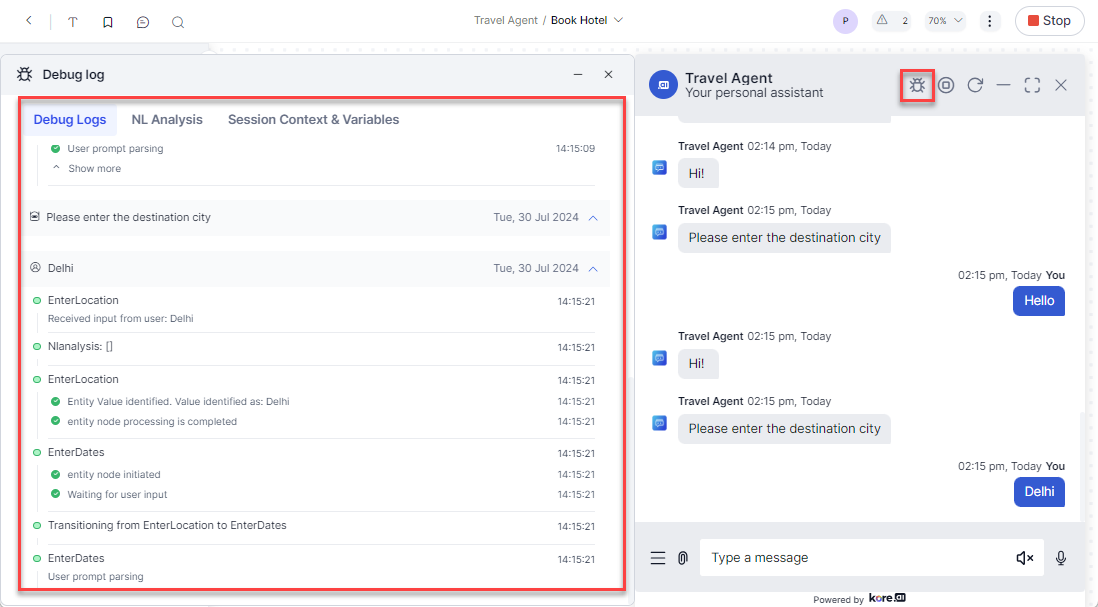 T
Travel Agent / Book Hotel
P
2
70%
Stop
Debug log
Debug Logs NL Analysis Session Context & Variables
User prompt parsing 14:15:09
Show more
Please enter the destination city Tue, 30 Jul 2024
Delhi Tue, 30 Jul 2024
EnterLocation 14:15:21
Received input from user: Delhi
Nlanalysis: [] 14:15:21
EnterLocation 14:15:21
Entity Value identified. Value identified as: Delhi 14:15:21
entity node processing is completed 14:15:21
EnterDates 14:15:21
entity node initiated 14:15:21
Waiting for user input 14:15:21
Transitioning from EnterLocation to EnterDates 14:15:21
EnterDates 14:15:21
User prompt parsing
Travel Agent
Your personal assistant
Travel Agent 02:14 pm, Today
Hi!
Travel Agent 02:15 pm, Today
Please enter the destination city
02:15 pm, Today You
Hello
Travel Agent 02:15 pm, Today
Hi!
Travel Agent 02:15 pm, Today
Please enter the destination city
02:15 pm, Today You
Delhi
Type a message
Powered by kore.ai